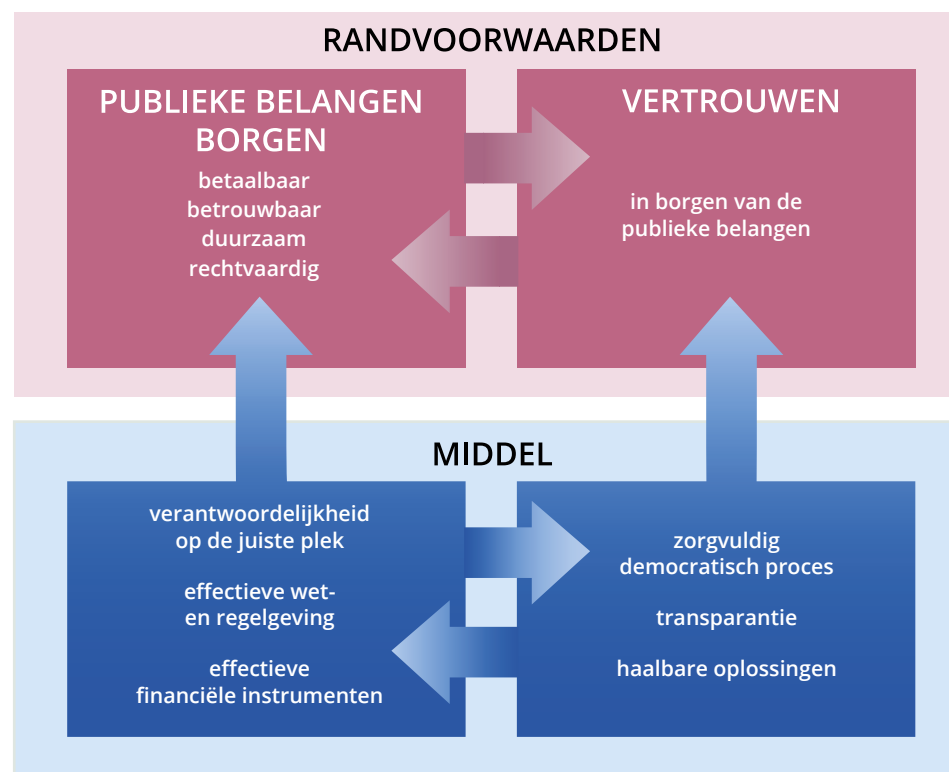 RANDVOORWAARDEN
PUBLIEKE BELANGEN
BORGEN
betaalbaar
betrouwbaar
duurzaam
rechtvaardig
VERTROUWEN
in borgen van de
publieke belangen
MIDDEL
verantwoordelijkheid
op de juiste plek
effectieve wet-
en regelgeving
effectieve
financiële instrumenten
zorgvuldig
democratisch proces
transparantie
haalbare oplossingen